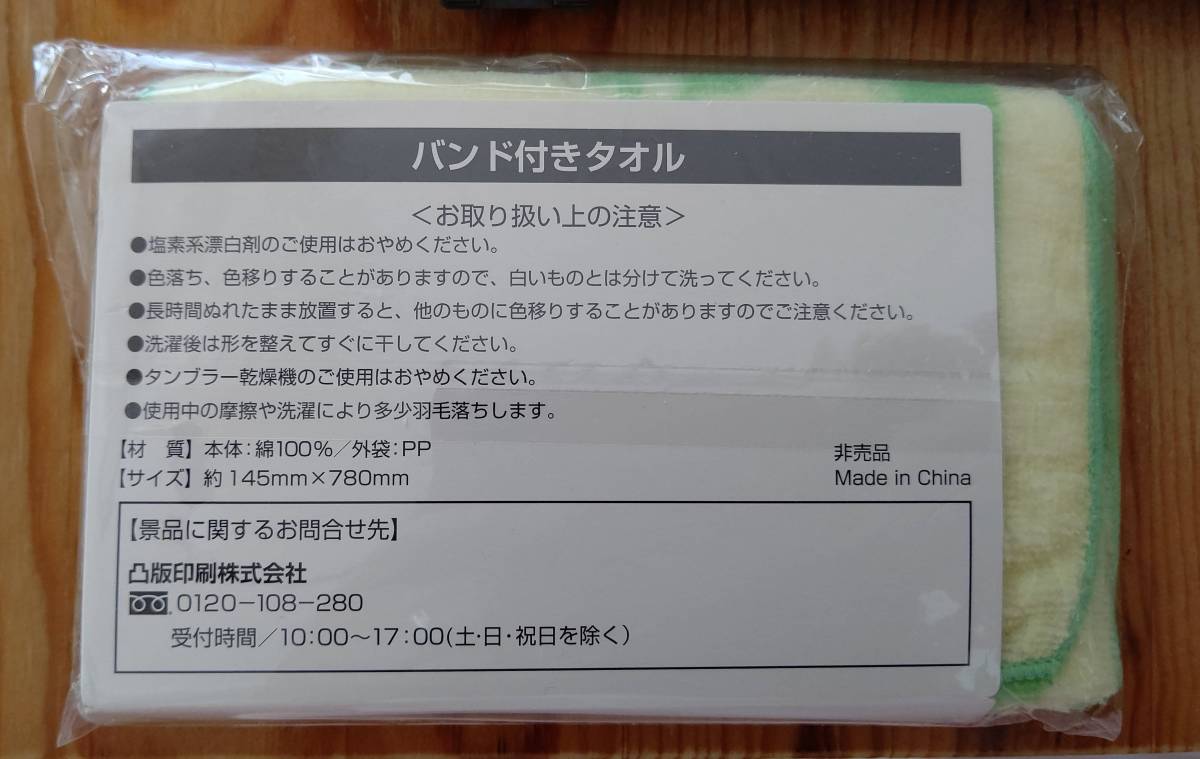 バンド付きタオル
＜お取り扱い上の注意＞
●塩素系漂白剤のご使用はおやめください。
●色落ち、色移りすることがありますので、白いものとは分けて洗ってください。
●長時間ぬれたまま放置すると、他のものに色移りすることがありますのでご注意ください。
●洗濯後は形を整えてすぐに干してください。
●タンブラー乾燥機のご使用はおやめください。
●使用中の摩擦や洗濯により多少羽毛落ちします。
【材　質】本体：綿100％／外袋：PP
【サイズ】約145mm×780mm
非売品
Made in China
【景品に関するお問合せ先】
凸版印刷株式会社
0120−108−280
受付時間／10：00〜17：00(土・日・祝日を除く）